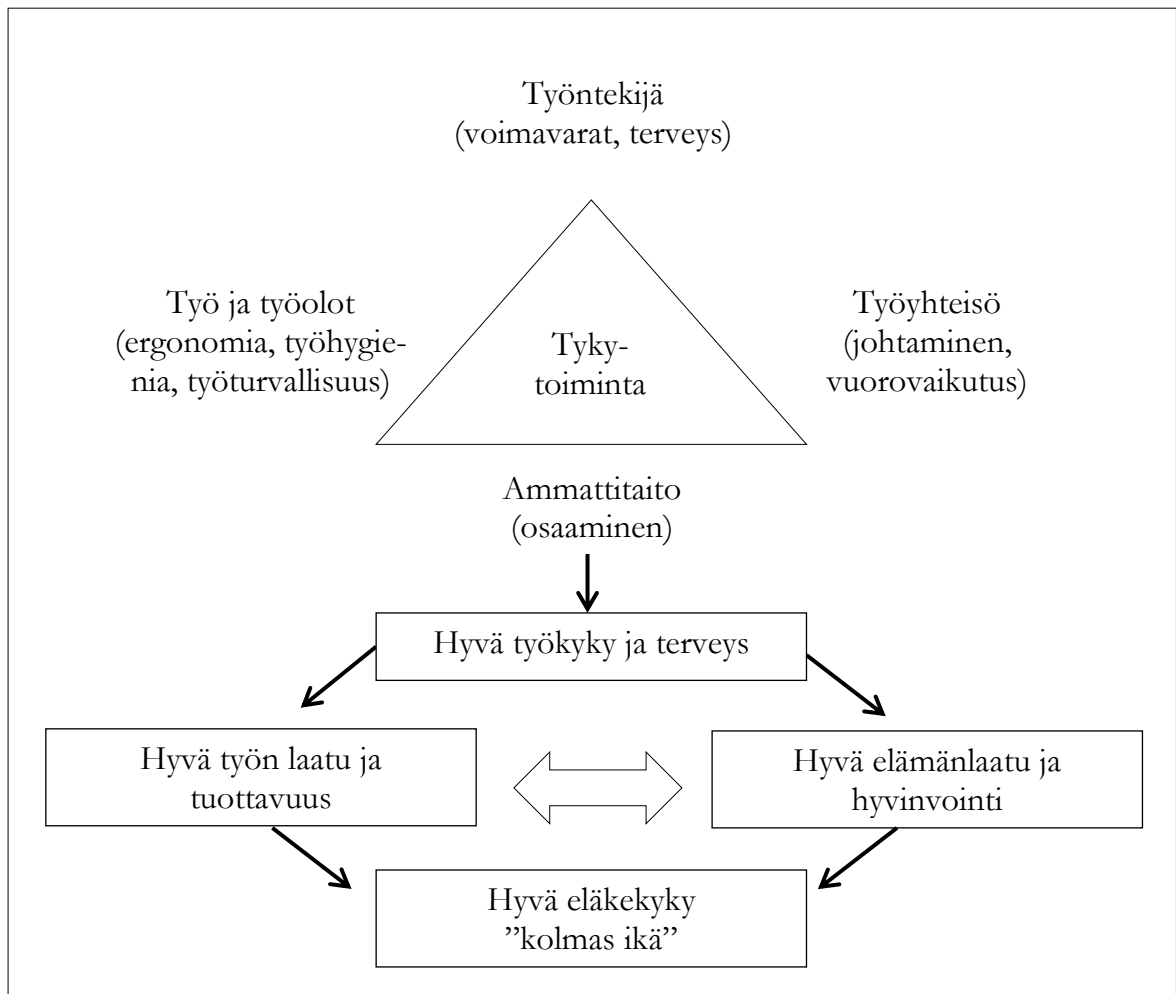 Työntekijä
(voimavarat, terveys)
Työ ja työolot
(ergonomia, työhygie-
nia, työturvallisuus)
Tyky-
toiminta
Työyhteisö
(johtaminen,
vuorovaikutus)
Ammattitaito
(osaaminen)
Hyvä työkyky ja terveys
Hyvä työn laatu ja
tuottavuus
Hyvä elämänlaatu ja
hyvinvointi
Hyvä eläkekyky
”kolmas ikä”